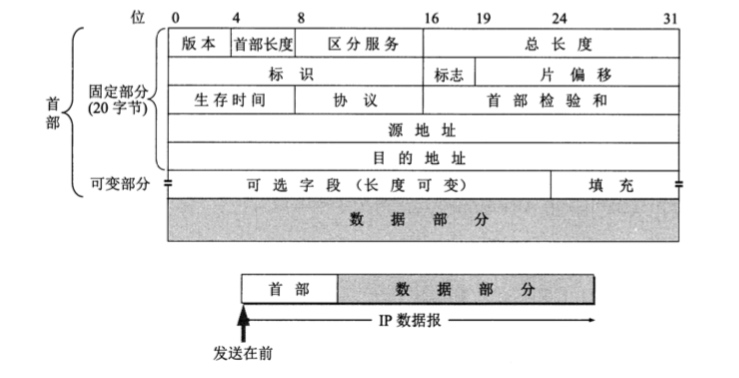 位 0 4 8 16 19 24 31
版本 首部长度 区分服务 总长度
标识 标志 片偏移
首部 固定部分 (20 字节) 生存时间 协议 首部检验和
源地址
目的地址
可变部分 可选字段（长度可变） 填充
数据部分
首部 数据部分
IP 数据报
发送在前